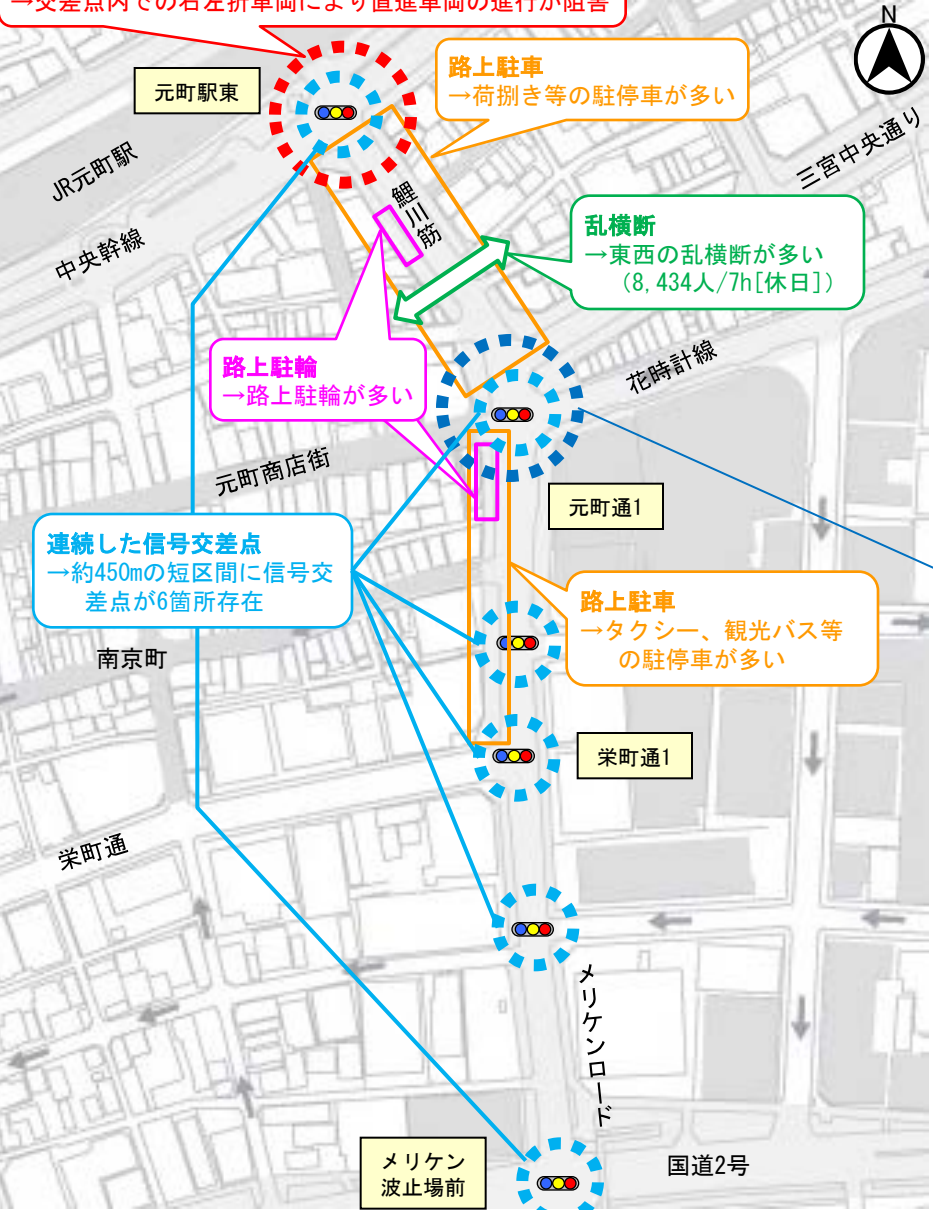 →交差点内での右左折車両により直進車両の進行が阻害
N
元町駅東
路上駐車
→荷捌き等の駐停車が多い
三宮中央通り
JR元町駅
鯉川筋
乱横断
→東西の乱横断が多い
（8,434人/7h[休日]）
中央幹線
路上駐輪
→路上駐輪が多い
花時計線
元町商店街
元町通1
連続した信号交差点
→約450mの短区間に信号交
差点が6箇所存在
路上駐車
→タクシー、観光バス等
の駐停車が多い
南京町
栄町通1
栄町通
メリケンロード
メリケン
波止場前
国道2号